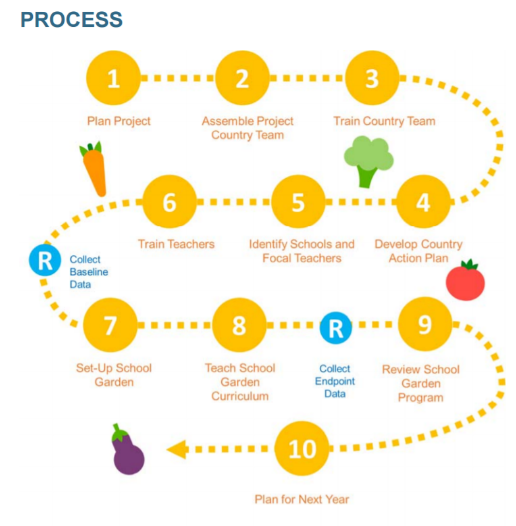 PROCESS
1
2
3
Plan Project
Assemble Project
Country Team
Train Country Team
4
5
6
Develop Country
Action Plan
Identify Schools and
Focal Teachers
Train Teachers
R
Collect
Baseline
Data
7
8
R
9
Set-Up School
Garden
Teach School
Garden
Curriculum
Collect
Endpoint
Data
Review School
Garden
Program
10
Plan for Next Year